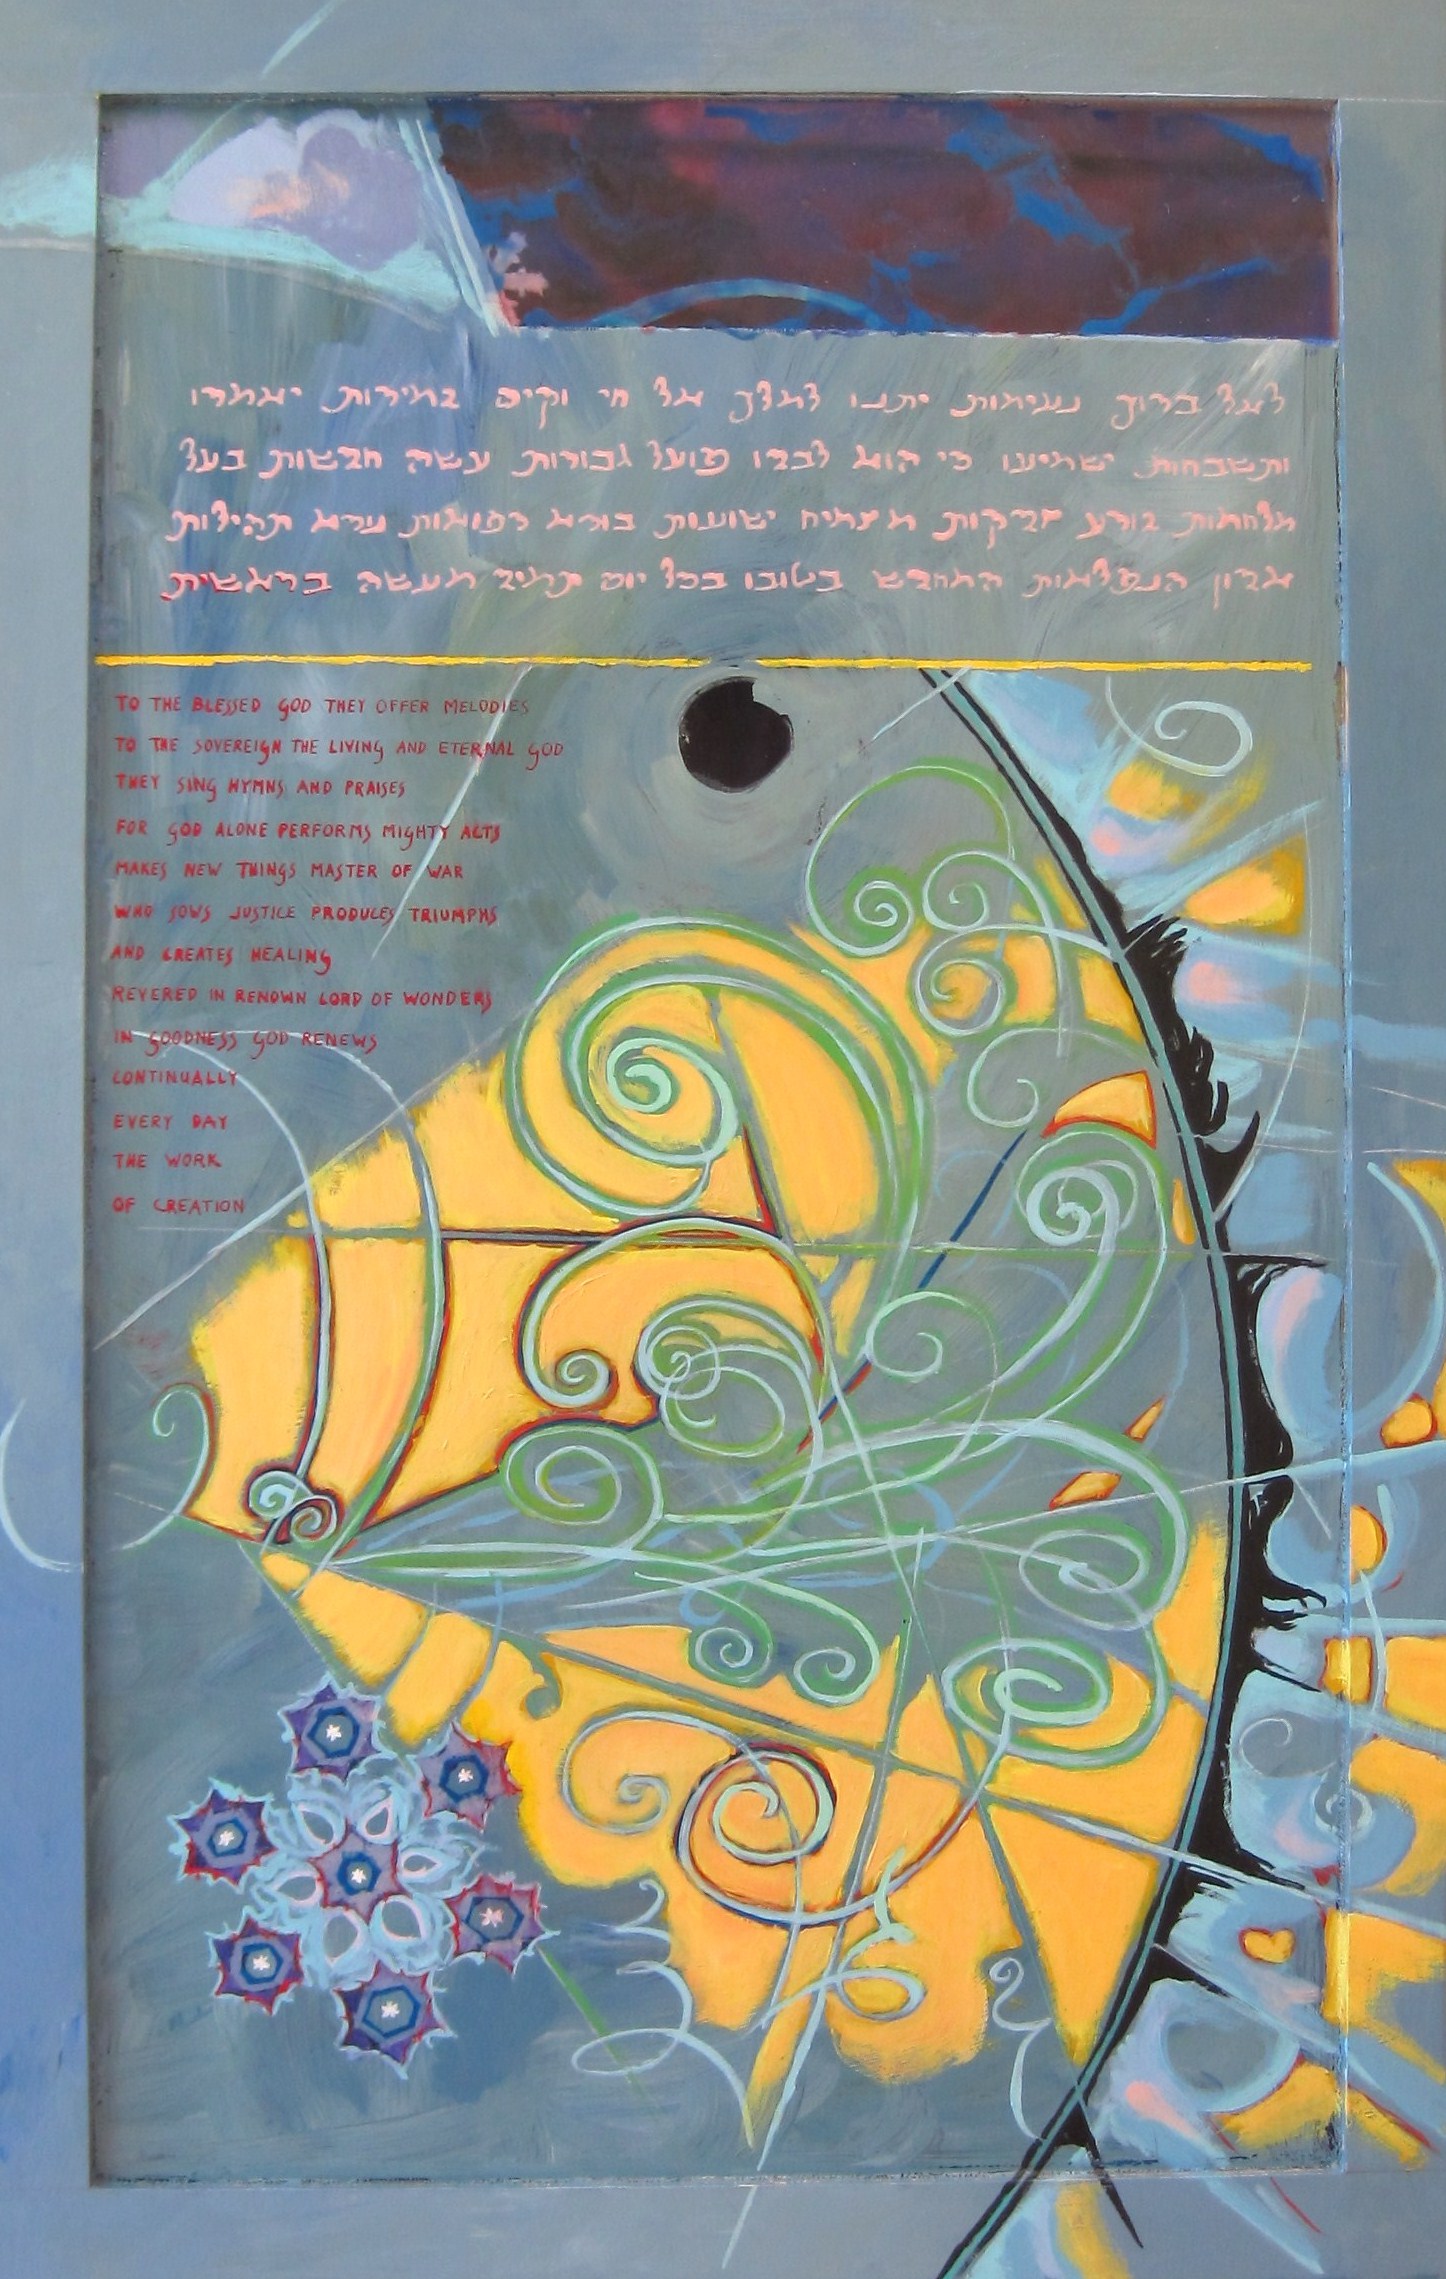 לאל ברוך נעימות יתנו למלך אל חי וקים זמירות יאמרו
ותשבחות ישמיעו כי הוא לבדו פועל גבורות עשה חדשות בעל
מלחמות זורע צדקות מצמיח ישועות בורא רפואות נורא תהילות
אדון הנפלאות המחדש בטובו בכל יום תמיד מעשה בראשית
TO THE BLESSED GOD THEY OFFER MELODIES
TO THE SOVEREIGN THE LIVING AND ETERNAL GOD
THEY SING HYMNS AND PRAISES
FOR GOD ALONE PERFORMS MIGHTY ACTS
MAKES NEW THINGS MASTER OF WAR
WHO SOWS JUSTICE PRODUCES TRIUMPHS
AND CREATES HEALING
REVERED IN RENOWN LORD OF WONDERS
IN GOODNESS GOD RENEWS
CONTINUALLY
EVERY DAY
THE WORK
OF CREATION